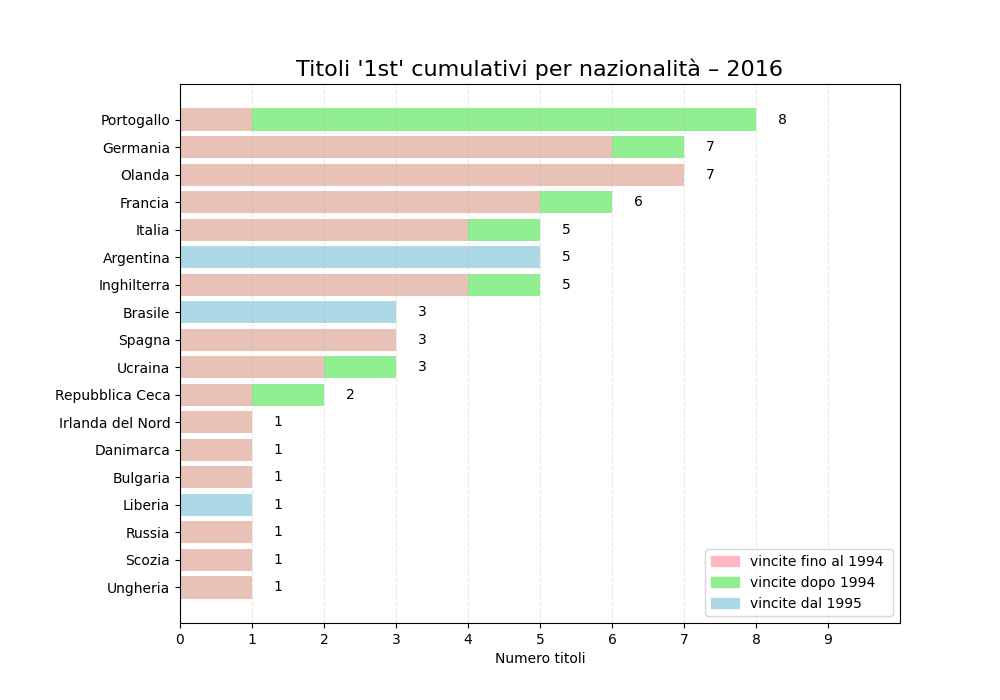 Titoli '1st' cumulativi per nazionalità – 2016
Portogallo 8
Germania 7
Olanda 7
Francia 6
Italia 5
Argentina 5
Inghilterra 5
Brasile 3
Spagna 3
Ucraina 3
Repubblica Ceca 2
Irlanda del Nord 1
Danimarca 1
Bulgaria 1
Liberia 1
Russia 1
Scozia 1
Ungheria 1
vincite fino al 1994
vincite dopo 1994
vincite dal 1995
0 1 2 3 4 5 6 7 8 9
Numero titoli